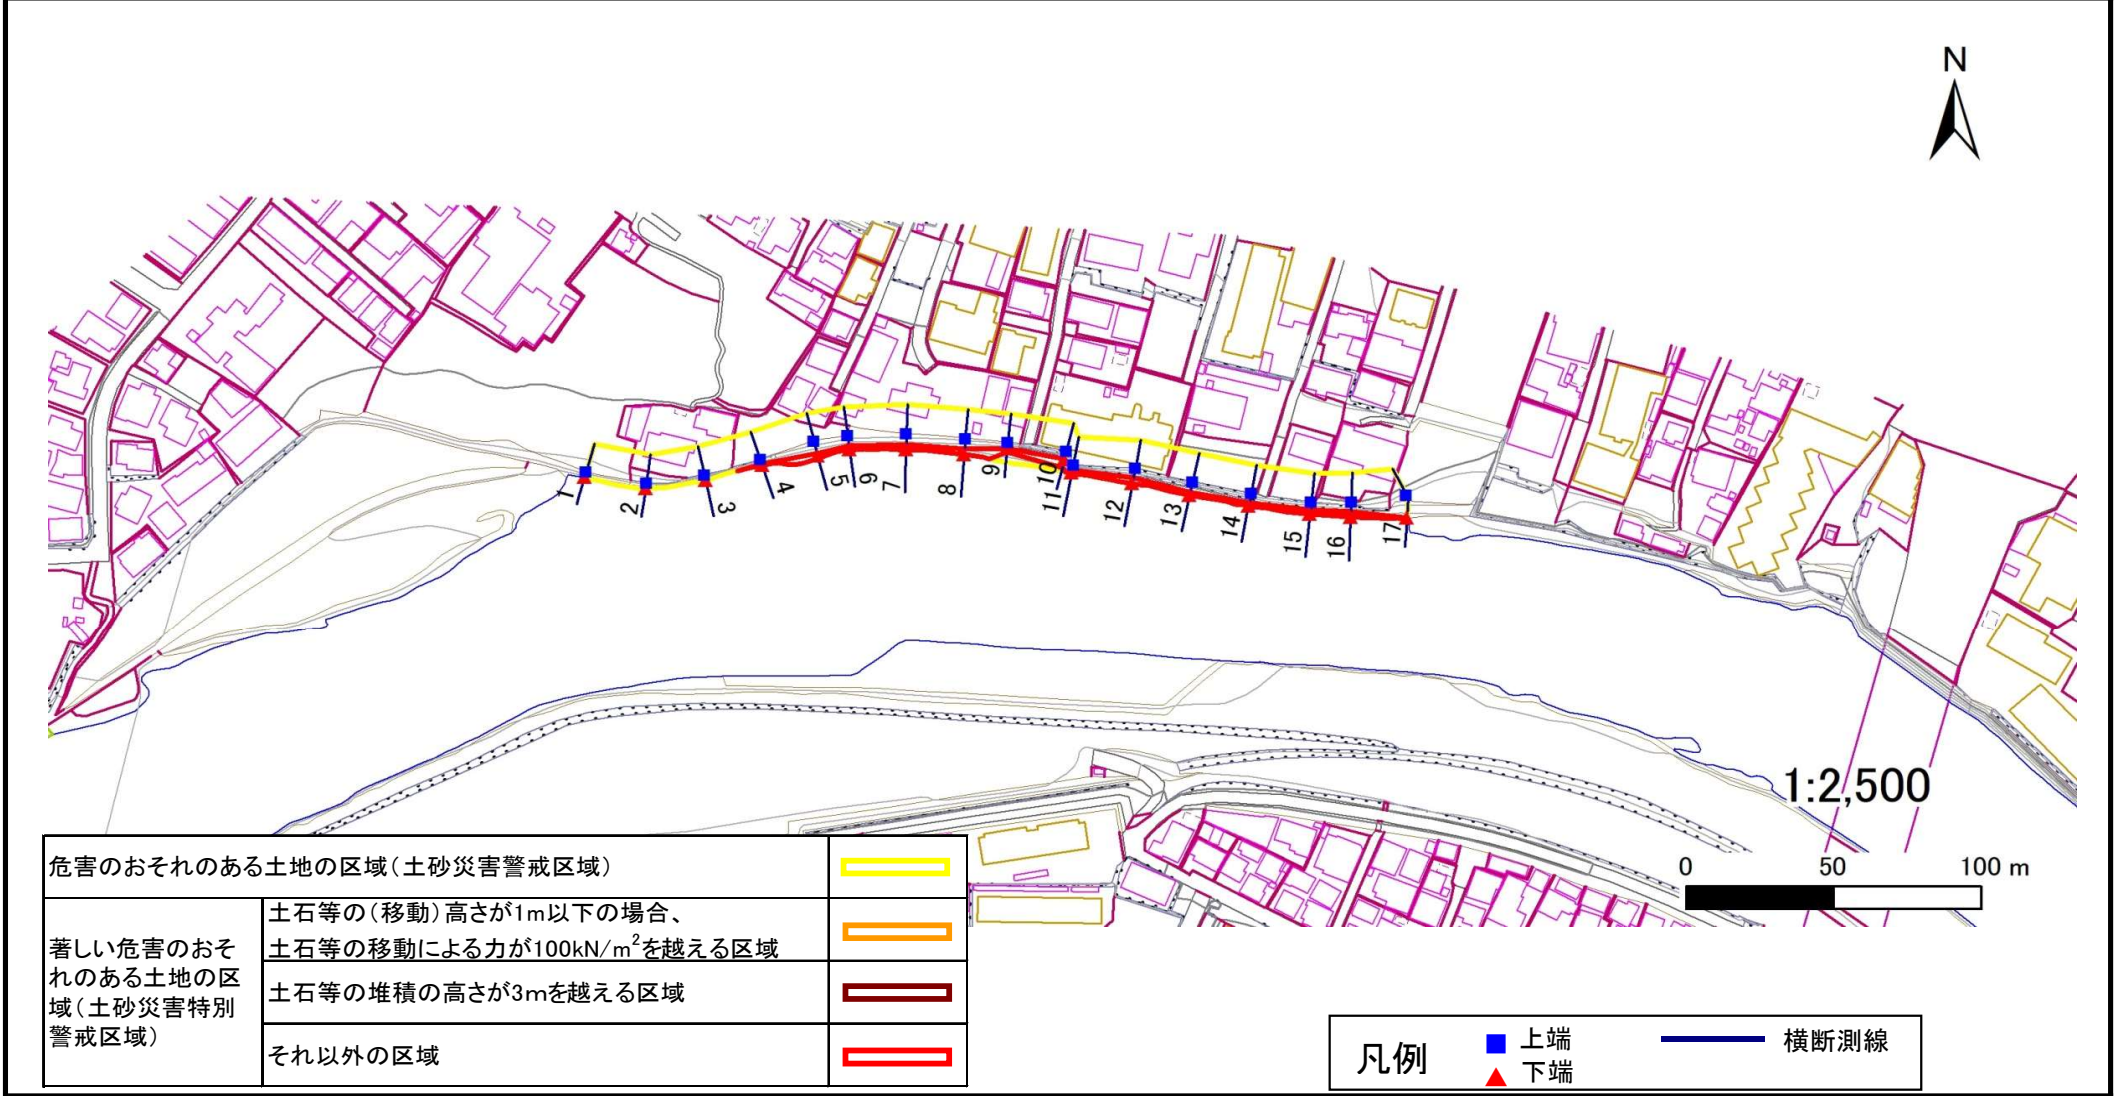 N
1
2
3
4
5
6
7
8
9
10
11
12
13
14
15
16
17
1:2,500
0 50 100 m
危害のおそれのある土地の区域(土砂災害警戒区域)
著しい危害のおそ
れのある土地の区
域(土砂災害特別
警戒区域)
土石等の(移動)高さが1m以下の場合、
土石等の移動による力が100kN/m²を越える区域
土石等の堆積の高さが3mを越える区域
それ以外の区域
凡例
上端
下端
横断測線